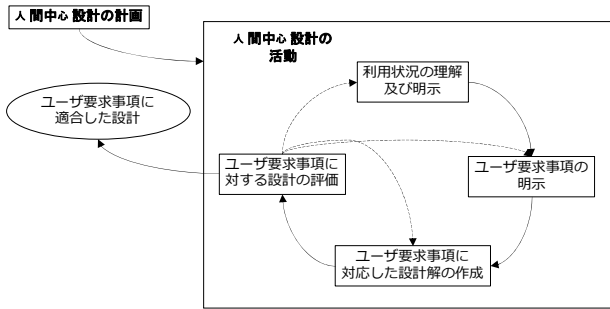 人間中心設計の計画
人間中心設計の
活動
利用状況の理解
及び明示
ユーザ要求事項に
適合した設計
ユーザ要求事項に
対する設計の評価
ユーザ要求事項の
明示
ユーザ要求事項に
対応した設計解の作成